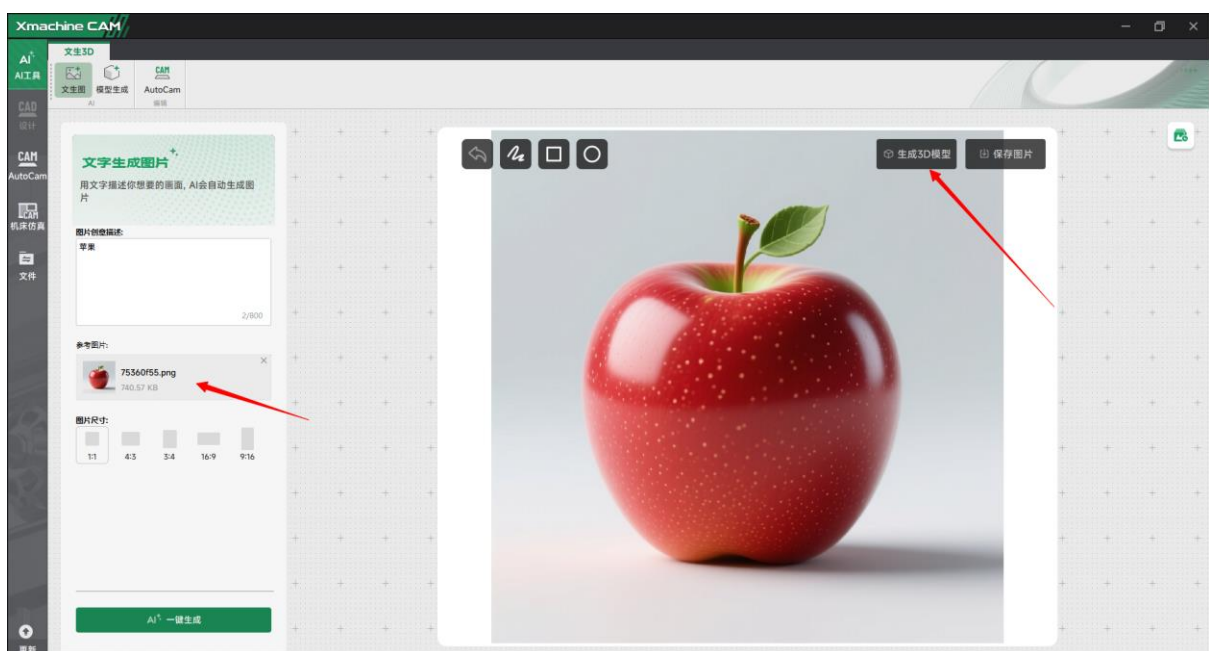 Xmachine CAM
AI
AI工具
CAD
设计
CAM
AutoCam
CAM
机床仿真
文件
更新
文生3D
文生图
模型生成
AI
CAM
AutoCam
编辑
文字生成图片
用文字描述你想要的画面, AI会自动生成图
片
图片创意描述:
苹果
2/800
参考图片:
75360f55.png
740.57 KB
图片尺寸:
1:1 4:3 3:4 16:9 9:16
AI 一键生成
生成3D模型
保存图片